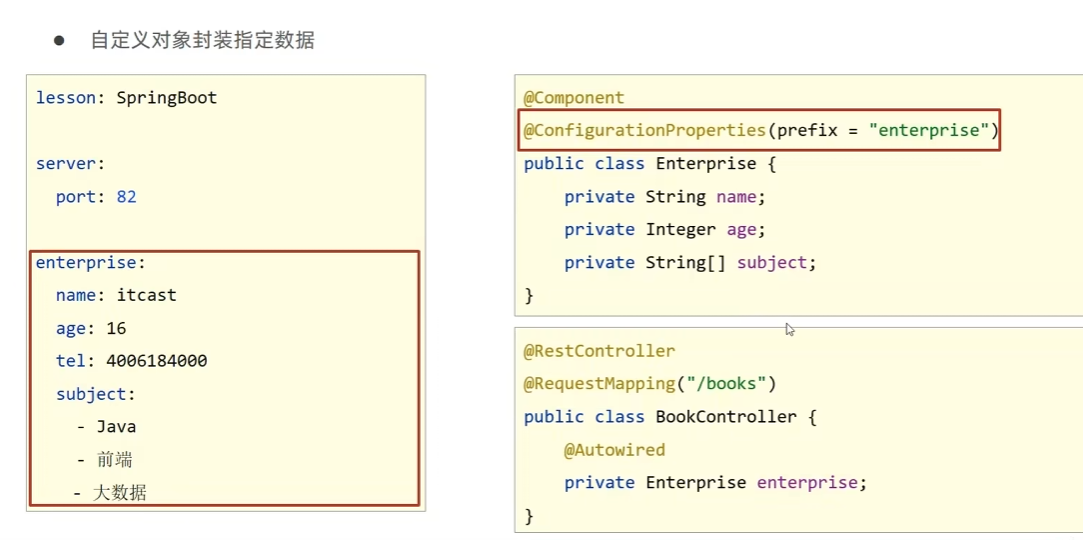 ● 自定义对象封装指定数据
lesson: SpringBoot
server:
  port: 82
enterprise:
  name: itcast
  age: 16
  tel: 4006184000
  subject:
    - Java
    - 前端
    - 大数据
@Component
@ConfigurationProperties(prefix = "enterprise")
public class Enterprise {
    private String name;
    private Integer age;
    private String[] subject;
}
@RestController
@RequestMapping("/books")
public class BookController {
    @Autowired
    private Enterprise enterprise;
}